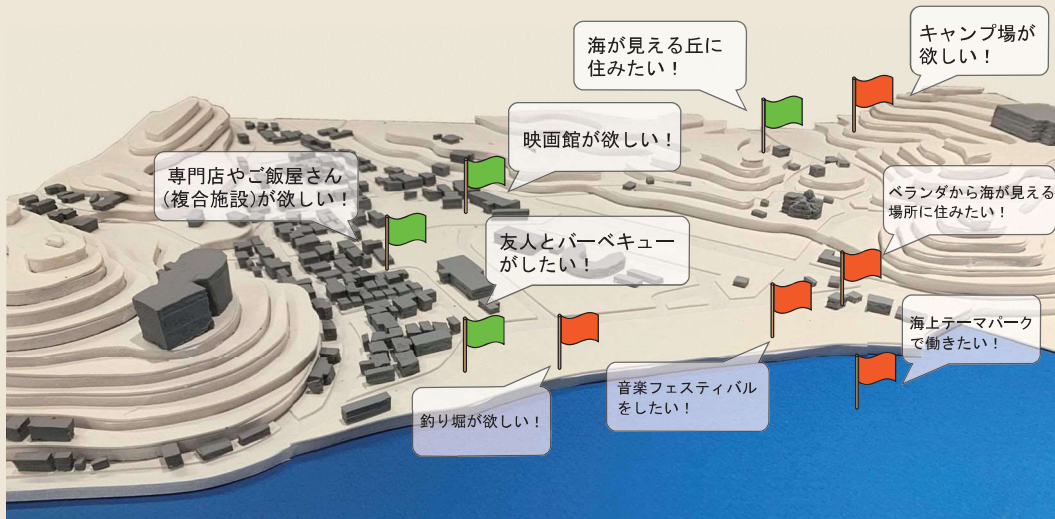 キャンプ場が
欲しい！
海が見える丘に
住みたい！
映画館が欲しい！
専門店やご飯屋さん
（複合施設）が欲しい！
ベランダから海が見える
場所に住みたい！
友人とバーベキュー
がしたい！
海上テーマパーク
で働きたい！
音楽フェスティバル
をしたい！
釣り堀が欲しい！